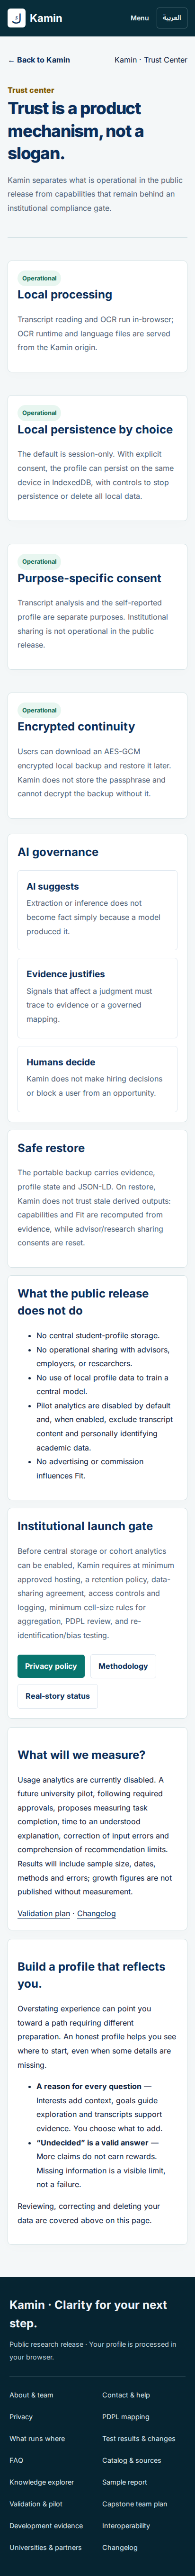 ك Kamin Menu العربية
← Back to Kamin Kamin · Trust Center
Trust center
Trust is a product
mechanism, not a
slogan.
Kamin separates what is operational in the public
release from capabilities that remain behind an
institutional compliance gate.
Operational
Local processing
Transcript reading and OCR run in-browser;
OCR runtime and language files are served
from the Kamin origin.
Operational
Local persistence by choice
The default is session-only. With explicit
consent, the profile can persist on the same
device in IndexedDB, with controls to stop
persistence or delete all local data.
Operational
Purpose-specific consent
Transcript analysis and the self-reported
profile are separate purposes. Institutional
sharing is not operational in the public
release.
Operational
Encrypted continuity
Users can download an AES-GCM
encrypted local backup and restore it later.
Kamin does not store the passphrase and
cannot decrypt the backup without it.
AI governance
AI suggests
Extraction or inference does not
become fact simply because a model
produced it.
Evidence justifies
Signals that affect a judgment must
trace to evidence or a governed
mapping.
Humans decide
Kamin does not make hiring decisions
or block a user from an opportunity.
Safe restore
The portable backup carries evidence,
profile state and JSON-LD. On restore,
Kamin does not trust stale derived outputs:
capabilities and Fit are recomputed from
evidence, while advisor/research sharing
consents are reset.
What the public release
does not do
• No central student-profile storage.
• No operational sharing with advisors,
employers, or researchers.
• No use of local profile data to train a
central model.
• Pilot analytics are disabled by default
and, when enabled, exclude transcript
content and personally identifying
academic data.
• No advertising or commission
influences Fit.
Institutional launch gate
Before central storage or cohort analytics
can be enabled, Kamin requires at minimum
approved hosting, a retention policy, data-
sharing agreement, access controls and
logging, minimum cell-size rules for
aggregation, PDPL review, and re-
identification/bias testing.
Privacy policy Methodology
Real-story status
What will we measure?
Usage analytics are currently disabled. A
future university pilot, following required
approvals, proposes measuring task
completion, time to an understood
explanation, correction of input errors and
comprehension of recommendation limits.
Results will include sample size, dates,
methods and errors; growth figures are not
published without measurement.
Validation plan · Changelog
Build a profile that reflects
you.
Overstating experience can point you
toward a path requiring different
preparation. An honest profile helps you see
where to start, even when some details are
missing.
• A reason for every question —
Interests add context, goals guide
exploration and transcripts support
evidence. You choose what to add.
• “Undecided” is a valid answer —
More claims do not earn rewards.
Missing information is a visible limit,
not a failure.
Reviewing, correcting and deleting your
data are covered above on this page.
Kamin · Clarity for your next
step.
Public research release · Your profile is processed in
your browser.
About & team Contact & help
Privacy PDPL mapping
What runs where Test results & changes
FAQ Catalog & sources
Knowledge explorer Sample report
Validation & pilot Capstone team plan
Development evidence Interoperability
Universities & partners Changelog